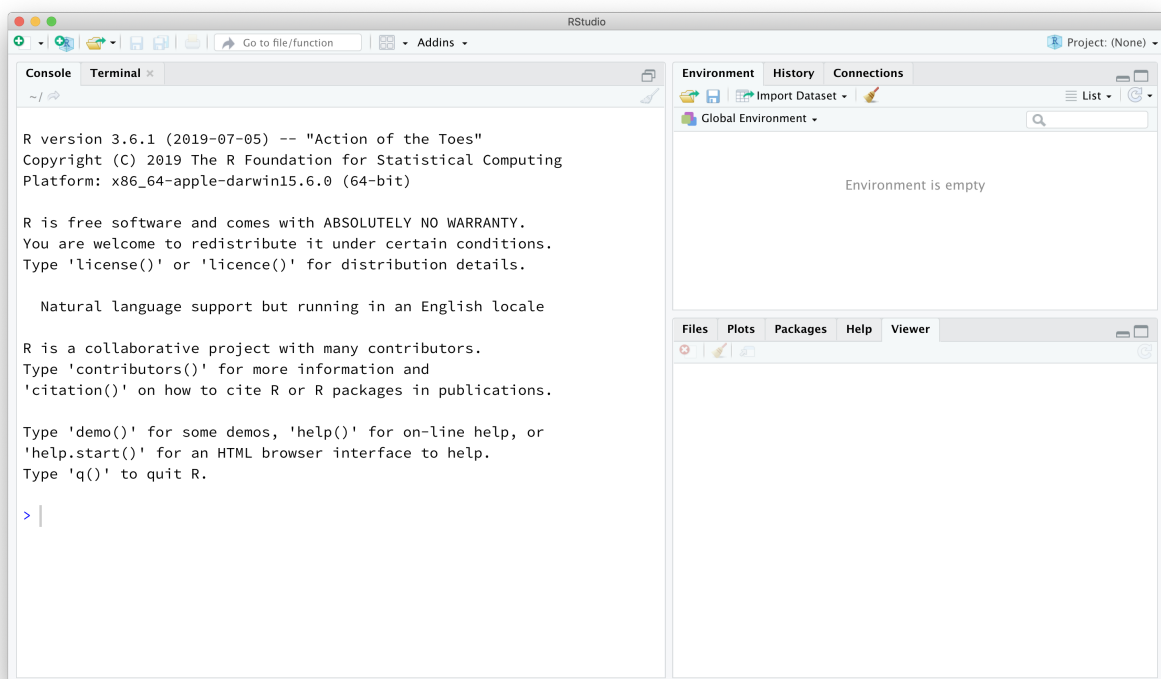 RStudio
Go to file/function
Addins
Project: (None)
Console
Terminal
~/
R version 3.6.1 (2019-07-05) -- "Action of the Toes"
Copyright (C) 2019 The R Foundation for Statistical Computing
Platform: x86_64-apple-darwin15.6.0 (64-bit)
R is free software and comes with ABSOLUTELY NO WARRANTY.
You are welcome to redistribute it under certain conditions.
Type 'license()' or 'licence()' for distribution details.
Natural language support but running in an English locale
R is a collaborative project with many contributors.
Type 'contributors()' for more information and
'citation()' on how to cite R or R packages in publications.
Type 'demo()' for some demos, 'help()' for on-line help, or
'help.start()' for an HTML browser interface to help.
Type 'q()' to quit R.
>
Environment History Connections
Import Dataset List
Global Environment
Environment is empty
Files Plots Packages Help Viewer